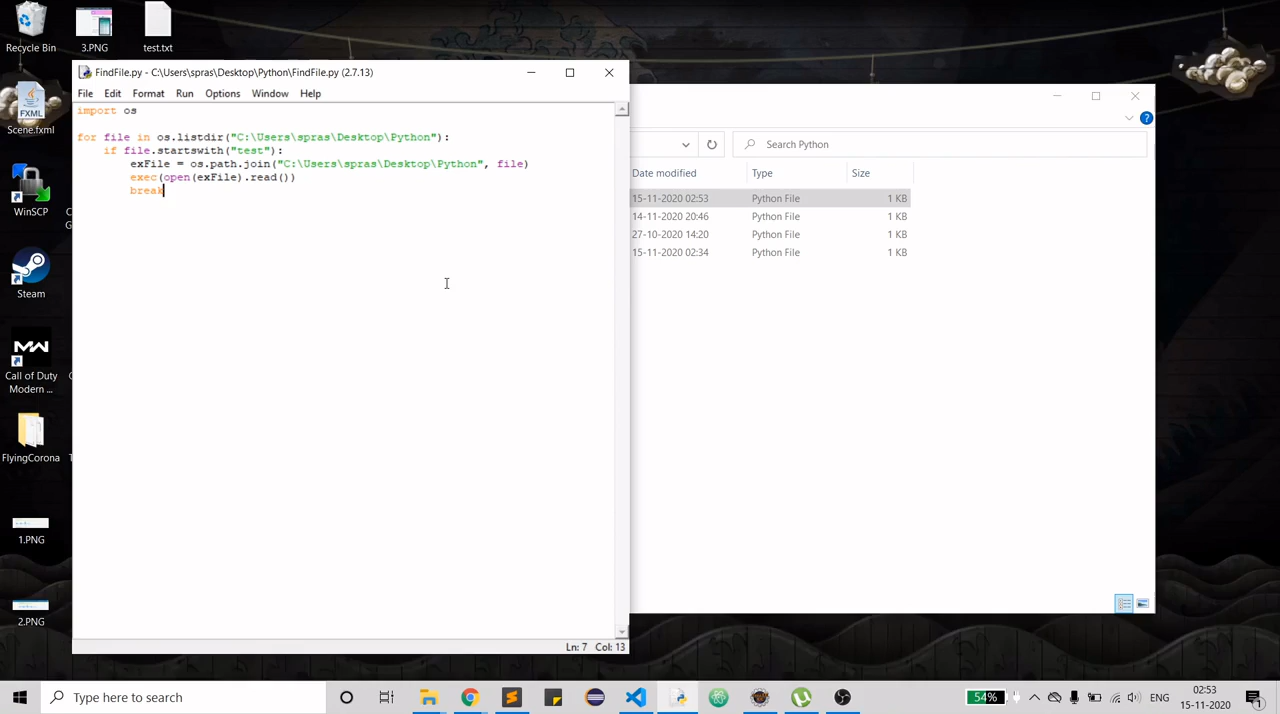 Recycle Bin
3.PNG
test.txt
FindFile.py - C:\Users\spras\Desktop\Python\FindFile.py (2.7.13)
File Edit Format Run Options Window Help
import os
for file in os.listdir("C:\Users\spras\Desktop\Python"):
    if file.startswith("test"):
        exFile = os.path.join("C:\Users\spras\Desktop\Python", file)
        exec(open(exFile).read())
        break
Ln: 7 Col: 13
FXML
Scene.fxml
WinSCP
Steam
MW
Call of Duty
Modern ...
FlyingCorona
1.PNG
2.PNG
Search Python
Date modified Type Size
15-11-2020 02:53 Python File 1 KB
14-11-2020 20:46 Python File 1 KB
27-10-2020 14:20 Python File 1 KB
15-11-2020 02:34 Python File 1 KB
Type here to search
54%
ENG
02:53
15-11-2020
1